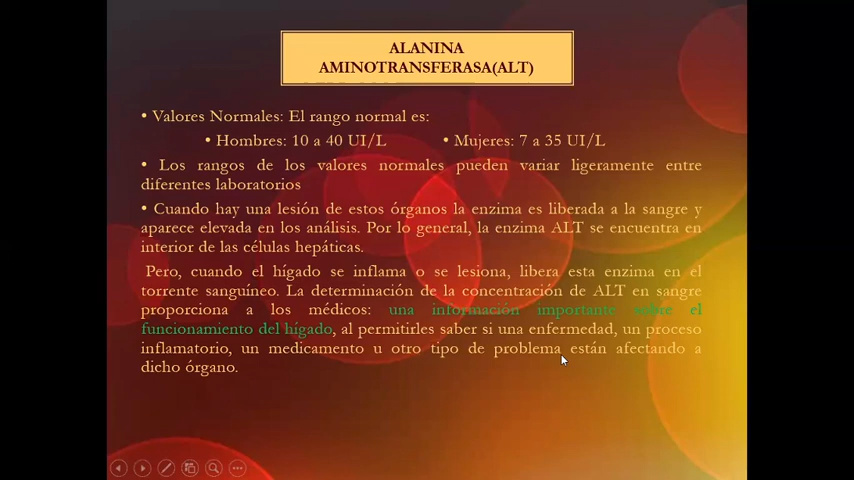 ALANINA
AMINOTRANSFERASA(ALT)
• Valores Normales: El rango normal es:
• Hombres: 10 a 40 UI/L • Mujeres: 7 a 35 UI/L
• Los rangos de los valores normales pueden variar ligeramente entre
diferentes laboratorios
• Cuando hay una lesión de estos órganos la enzima es liberada a la sangre y
aparece elevada en los análisis. Por lo general, la enzima ALT se encuentra en
interior de las células hepáticas.
Pero, cuando el hígado se inflama o se lesiona, libera esta enzima en el
torrente sanguíneo. La determinación de la concentración de ALT en sangre
proporciona a los médicos: una información importante sobre el
funcionamiento del hígado, al permitirles saber si una enfermedad, un proceso
inflamatorio, un medicamento u otro tipo de problema están afectando a
dicho órgano.